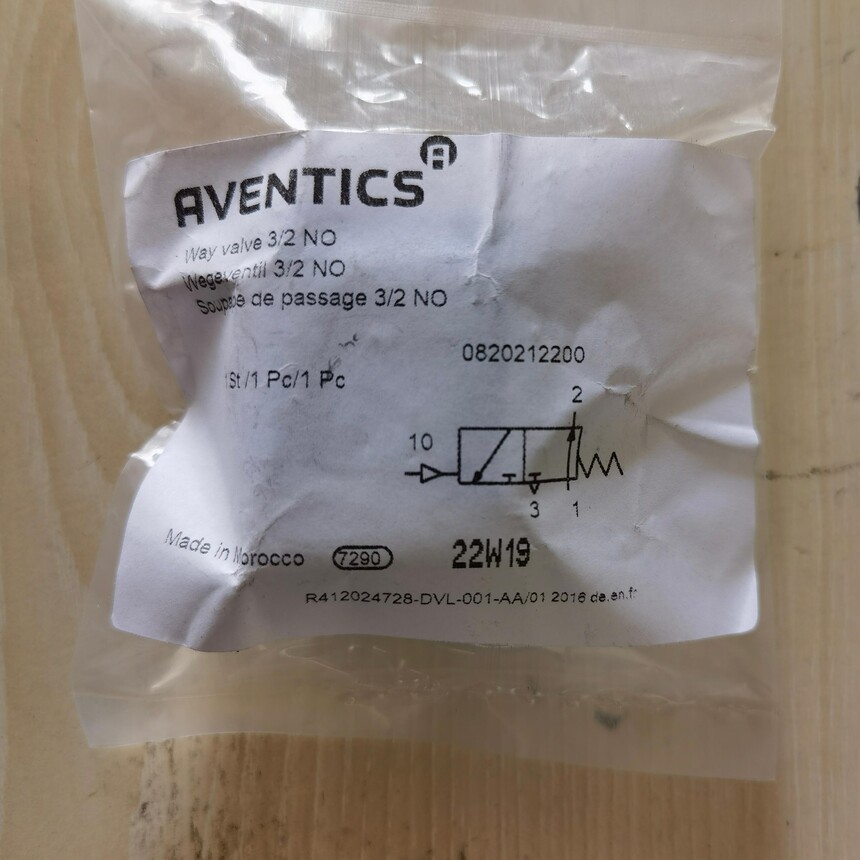 AVENTICS
Way valve 3/2 NO
Wegeventil 3/2 NO
Soupape de passage 3/2 NO
0820212200
St /1 Pc/1 Pc
2
10
3 1
Made in Morocco 7290 22W19
R412024728-DVL-001-AA/01 2016 de.en.fr